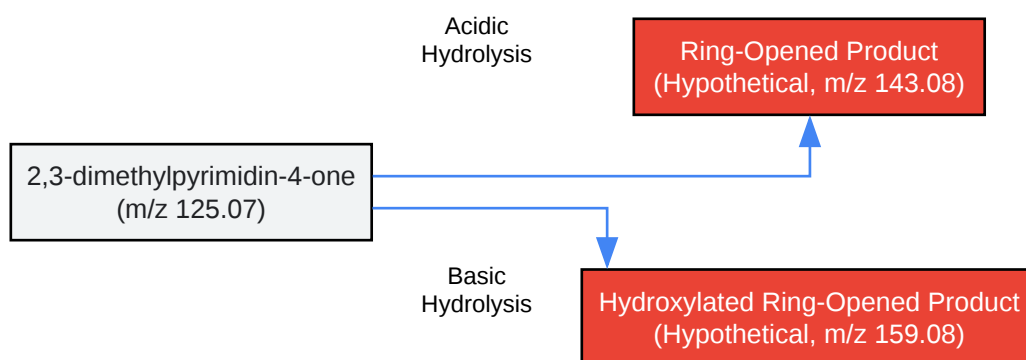 Acidic
Hydrolysis
Ring-Opened Product
(Hypothetical, m/z 143.08)
2,3-dimethylpyrimidin-4-one
(m/z 125.07)
Basic
Hydrolysis
Hydroxylated Ring-Opened Product
(Hypothetical, m/z 159.08)